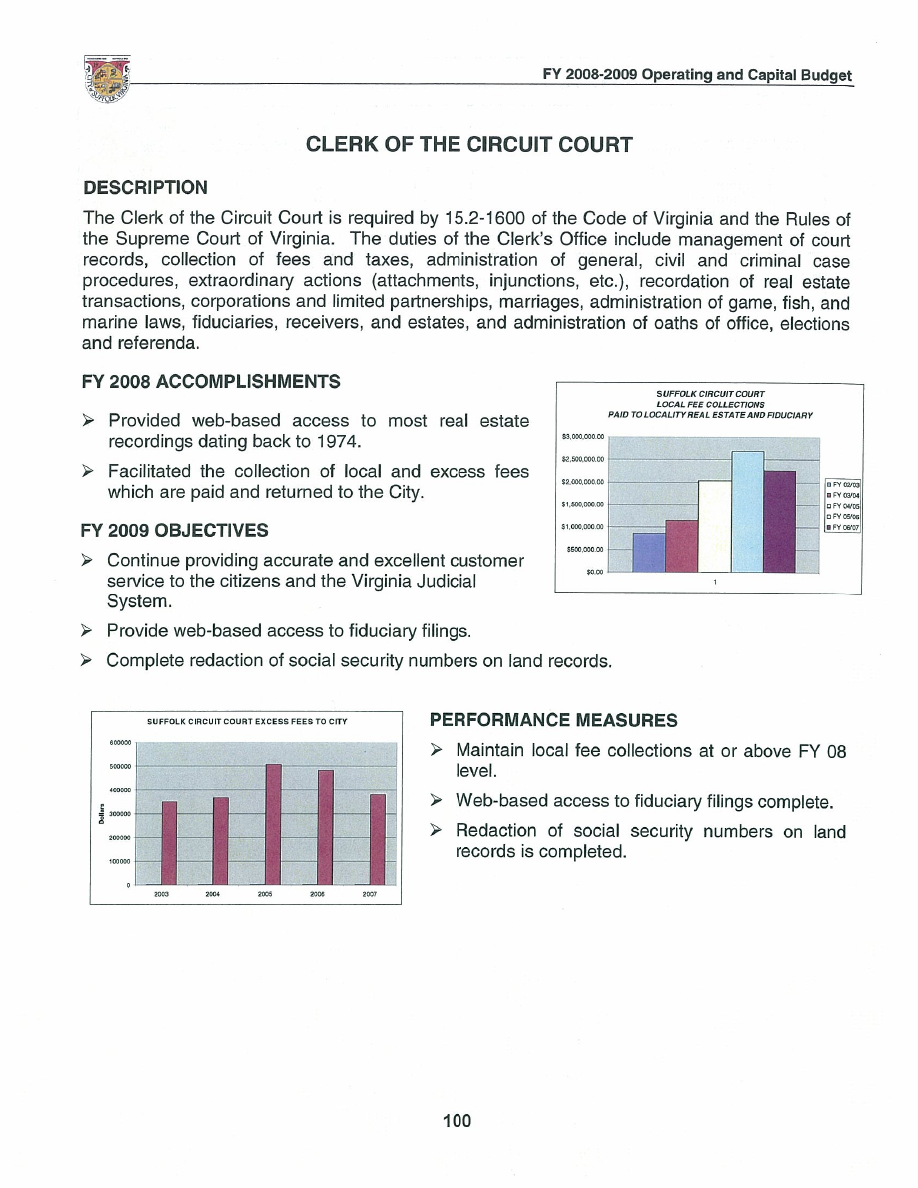 FY 2008-2009 Operating and Capital Budget
CLERK OF THE CIRCUIT COURT
DESCRIPTION
The Clerk of the Circuit Court is required by 15.2-1600 of the Code of Virginia and the Rules of
the Supreme Court of Virginia. The duties of the Clerk's Office include management of court
records, collection of fees and taxes, administration of general, civil and criminal case
procedures, extraordinary actions (attachments, injunctions, etc.), recordation of real estate
transactions, corporations and limited partnerships, marriages, administration of game, fish, and
marine laws, fiduciaries, receivers, and estates, and administration of oaths of office, elections
and referenda.
FY 2008 ACCOMPLISHMENTS
➢ Provided web-based access to most real estate
recordings dating back to 1974.
➢ Facilitated the collection of local and excess fees
which are paid and returned to the City.
FY 2009 OBJECTIVES
➢ Continue providing accurate and excellent customer
service to the citizens and the Virginia Judicial
System.
➢ Provide web-based access to fiduciary filings.
➢ Complete redaction of social security numbers on land records.
SUFFOLK CIRCUIT COURT
LOCAL FEE COLLECTIONS
PAID TO LOCALITY REAL ESTATE AND FIDUCIARY
$3,000,000.00
$2,500,000.00
$2,000,000.00
$1,500,000.00
$1,000,000.00
$500,000.00
$0.00
1
FY 02/03
FY 03/04
FY 04/05
FY 05/06
FY 06/07
SUFFOLK CIRCUIT COURT EXCESS FEES TO CITY
600000
500000
400000
300000
200000
100000
0
Dollars
2003 2004 2005 2006 2007
PERFORMANCE MEASURES
➢ Maintain local fee collections at or above FY 08
level.
➢ Web-based access to fiduciary filings complete.
➢ Redaction of social security numbers on land
records is completed.
100